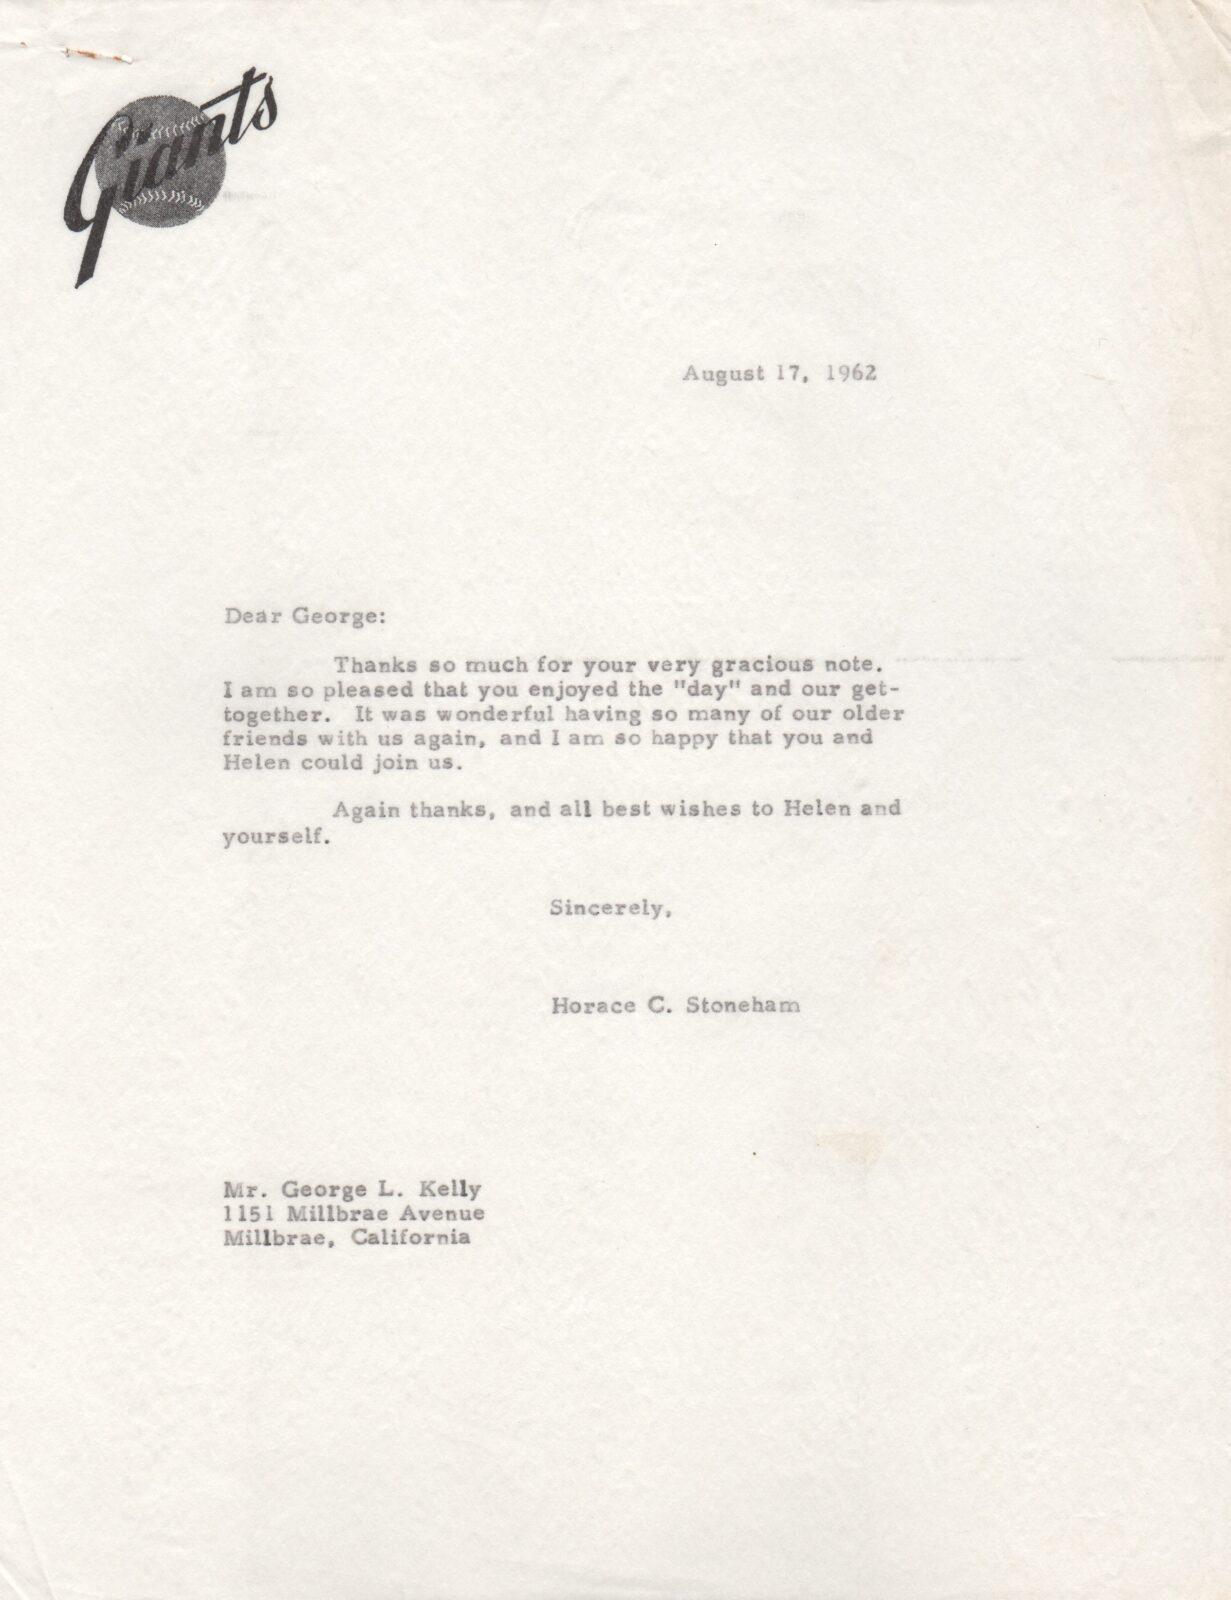 Giants
August 17, 1962
Dear George:
Thanks so much for your very gracious note.
I am so pleased that you enjoyed the "day" and our get-
together. It was wonderful having so many of our older
friends with us again, and I am so happy that you and
Helen could join us.
Again thanks, and all best wishes to Helen and
yourself.
Sincerely,
Horace C. Stoneham
Mr. George L. Kelly
1151 Millbrae Avenue
Millbrae, California